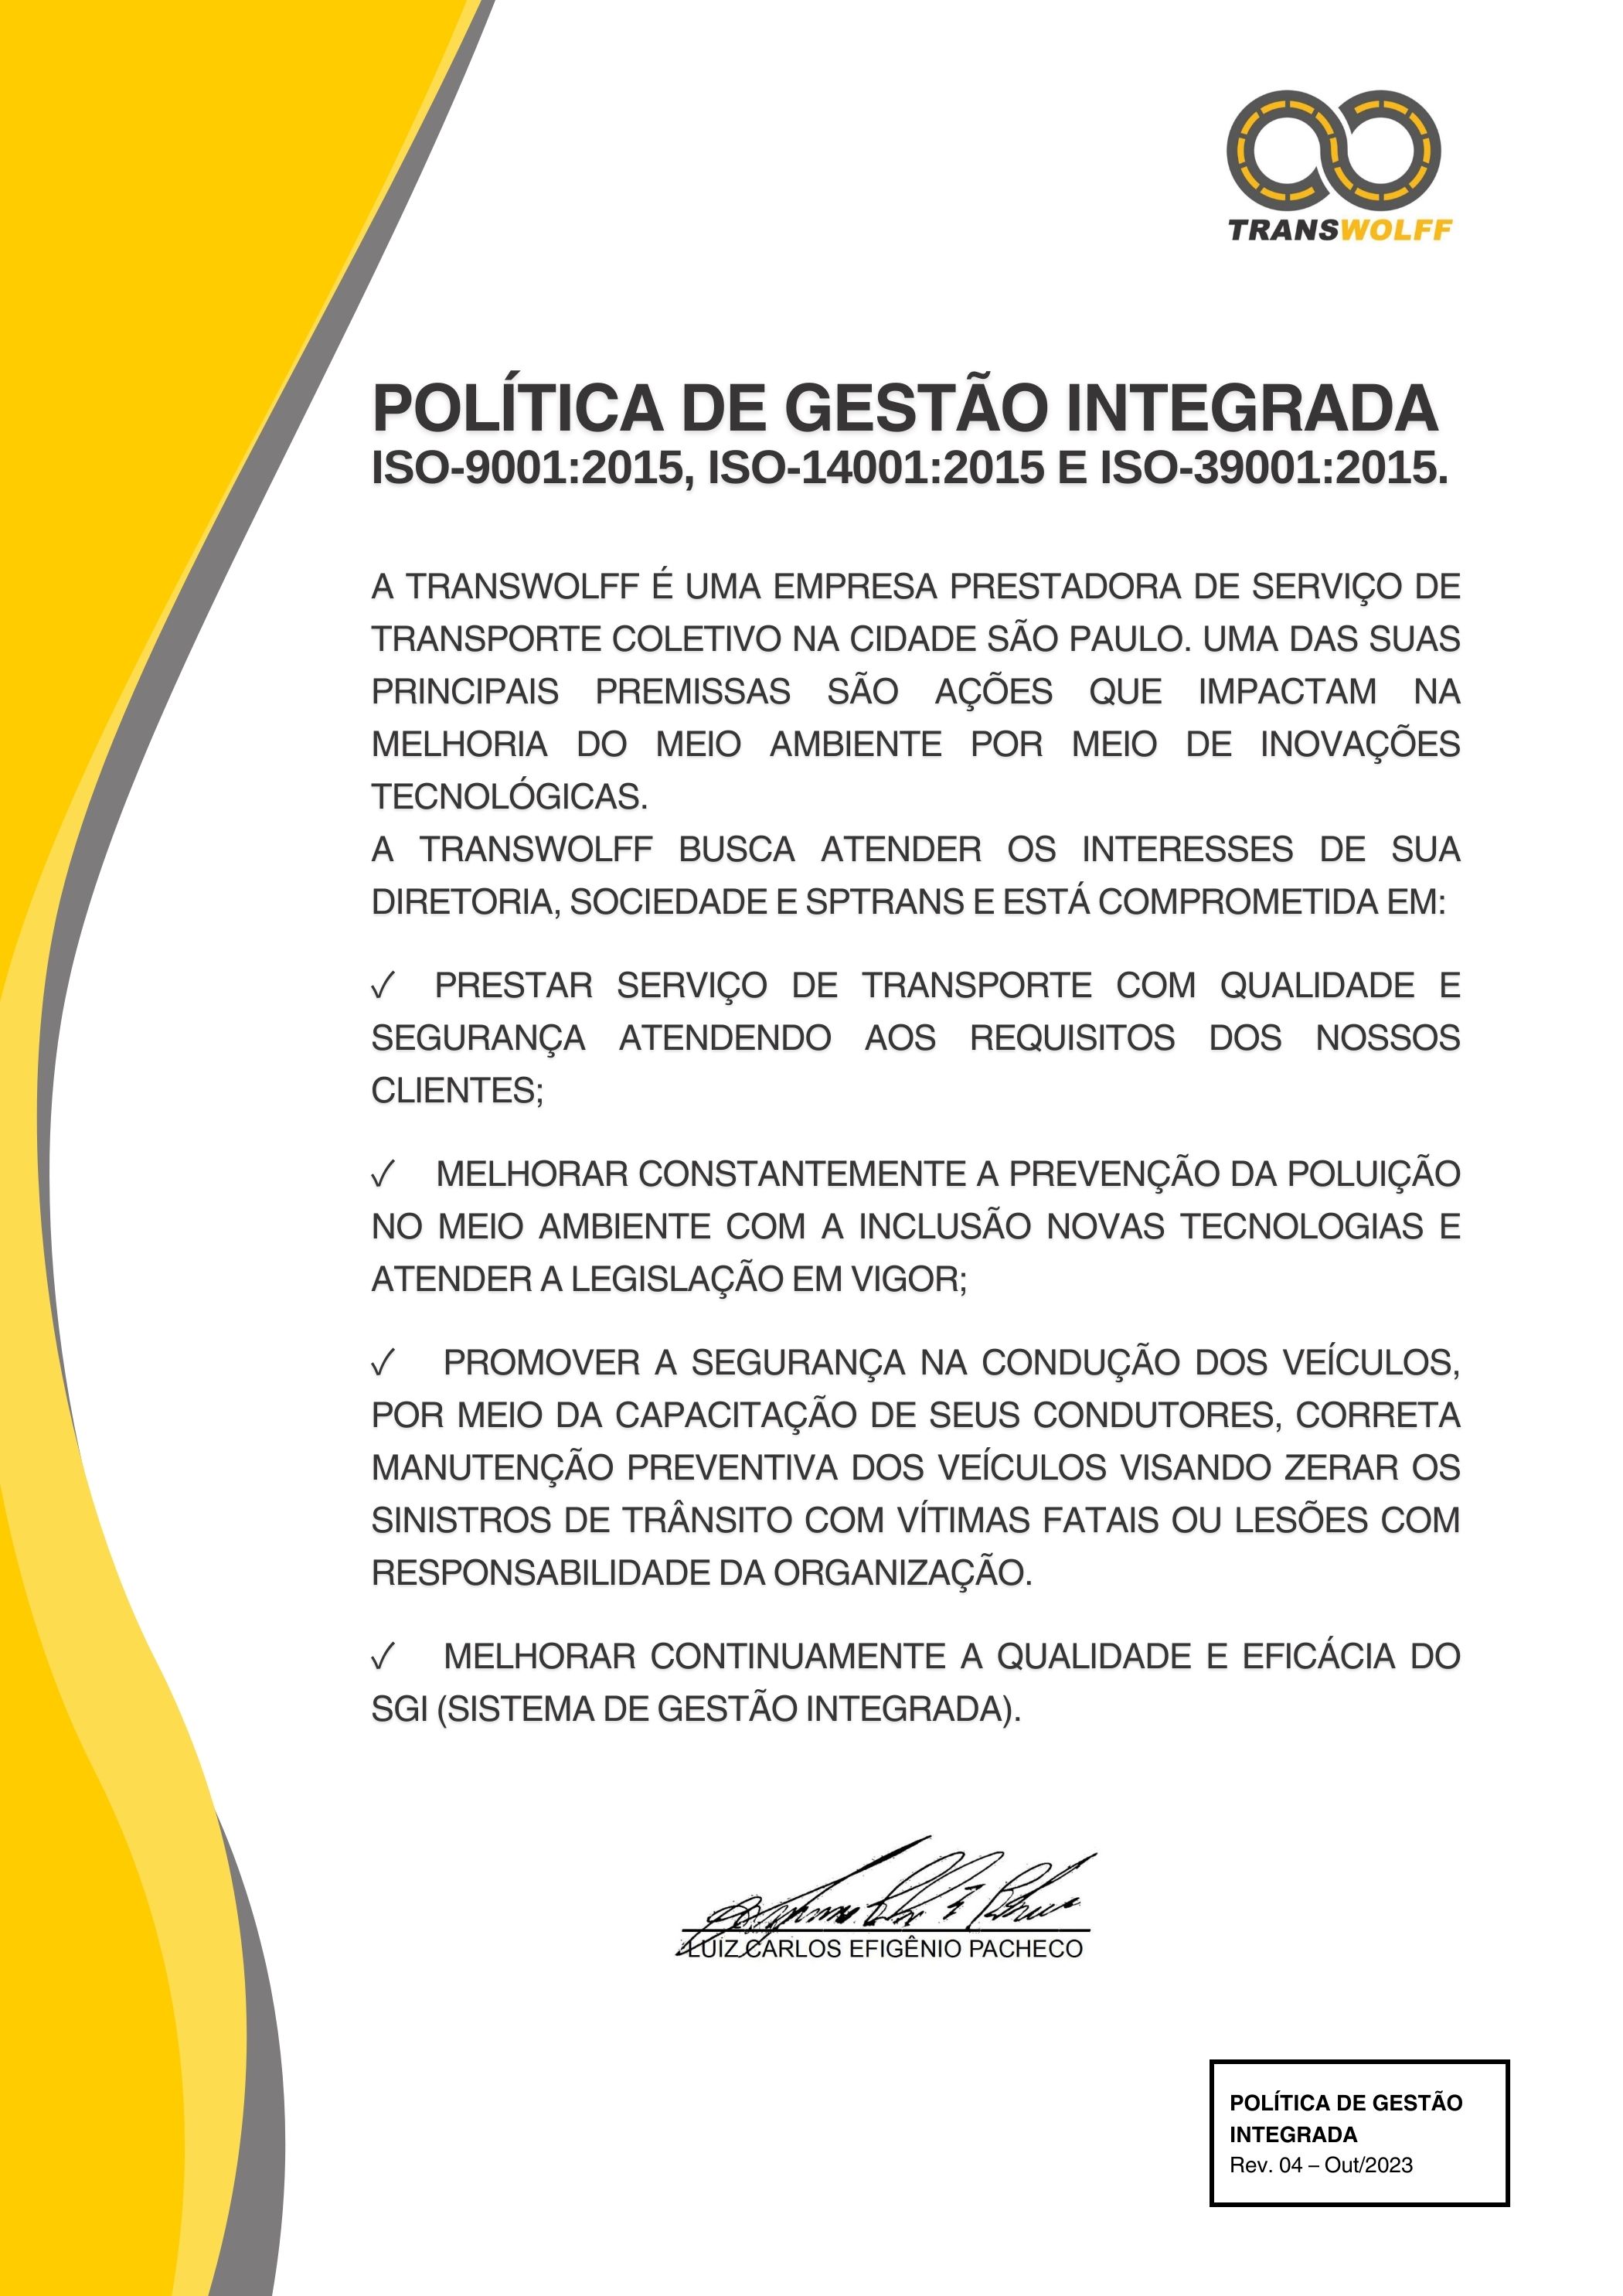 TRANSWOLFF
POLÍTICA DE GESTÃO INTEGRADA
ISO-9001:2015, ISO-14001:2015 E ISO-39001:2015.
A TRANSWOLFF É UMA EMPRESA PRESTADORA DE SERVIÇO DE
TRANSPORTE COLETIVO NA CIDADE SÃO PAULO. UMA DAS SUAS
PRINCIPAIS PREMISSAS SÃO AÇÕES QUE IMPACTAM NA
MELHORIA DO MEIO AMBIENTE POR MEIO DE INOVAÇÕES
TECNOLÓGICAS.
A TRANSWOLFF BUSCA ATENDER OS INTERESSES DE SUA
DIRETORIA, SOCIEDADE E SPTRANS E ESTÁ COMPROMETIDA EM:
✓ PRESTAR SERVIÇO DE TRANSPORTE COM QUALIDADE E
SEGURANÇA ATENDENDO AOS REQUISITOS DOS NOSSOS
CLIENTES;
✓ MELHORAR CONSTANTEMENTE A PREVENÇÃO DA POLUIÇÃO
NO MEIO AMBIENTE COM A INCLUSÃO NOVAS TECNOLOGIAS E
ATENDER A LEGISLAÇÃO EM VIGOR;
✓ PROMOVER A SEGURANÇA NA CONDUÇÃO DOS VEÍCULOS,
POR MEIO DA CAPACITAÇÃO DE SEUS CONDUTORES, CORRETA
MANUTENÇÃO PREVENTIVA DOS VEÍCULOS VISANDO ZERAR OS
SINISTROS DE TRÂNSITO COM VÍTIMAS FATAIS OU LESÕES COM
RESPONSABILIDADE DA ORGANIZAÇÃO.
✓ MELHORAR CONTINUAMENTE A QUALIDADE E EFICÁCIA DO
SGI (SISTEMA DE GESTÃO INTEGRADA).
LUIZ CARLOS EFIGÊNIO PACHECO
POLÍTICA DE GESTÃO
INTEGRADA
Rev. 04 – Out/2023